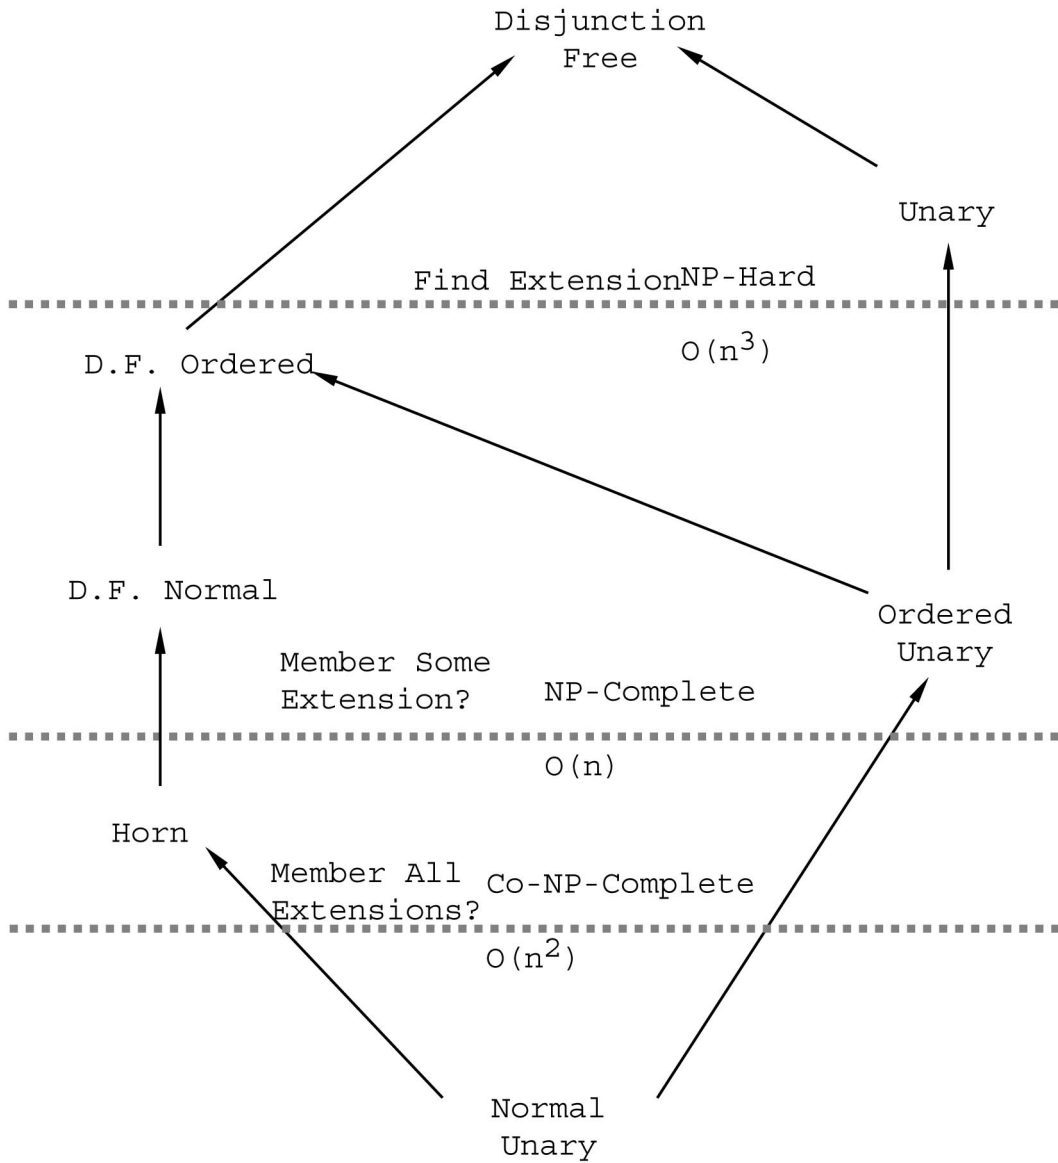 Disjunction
Free
Unary
Find Extension NP-Hard
O(n³)
D.F. Ordered
D.F. Normal
Ordered
Unary
Member Some
Extension?
NP-Complete
O(n)
Horn
Member All
Extensions?
Co-NP-Complete
O(n²)
Normal
Unary